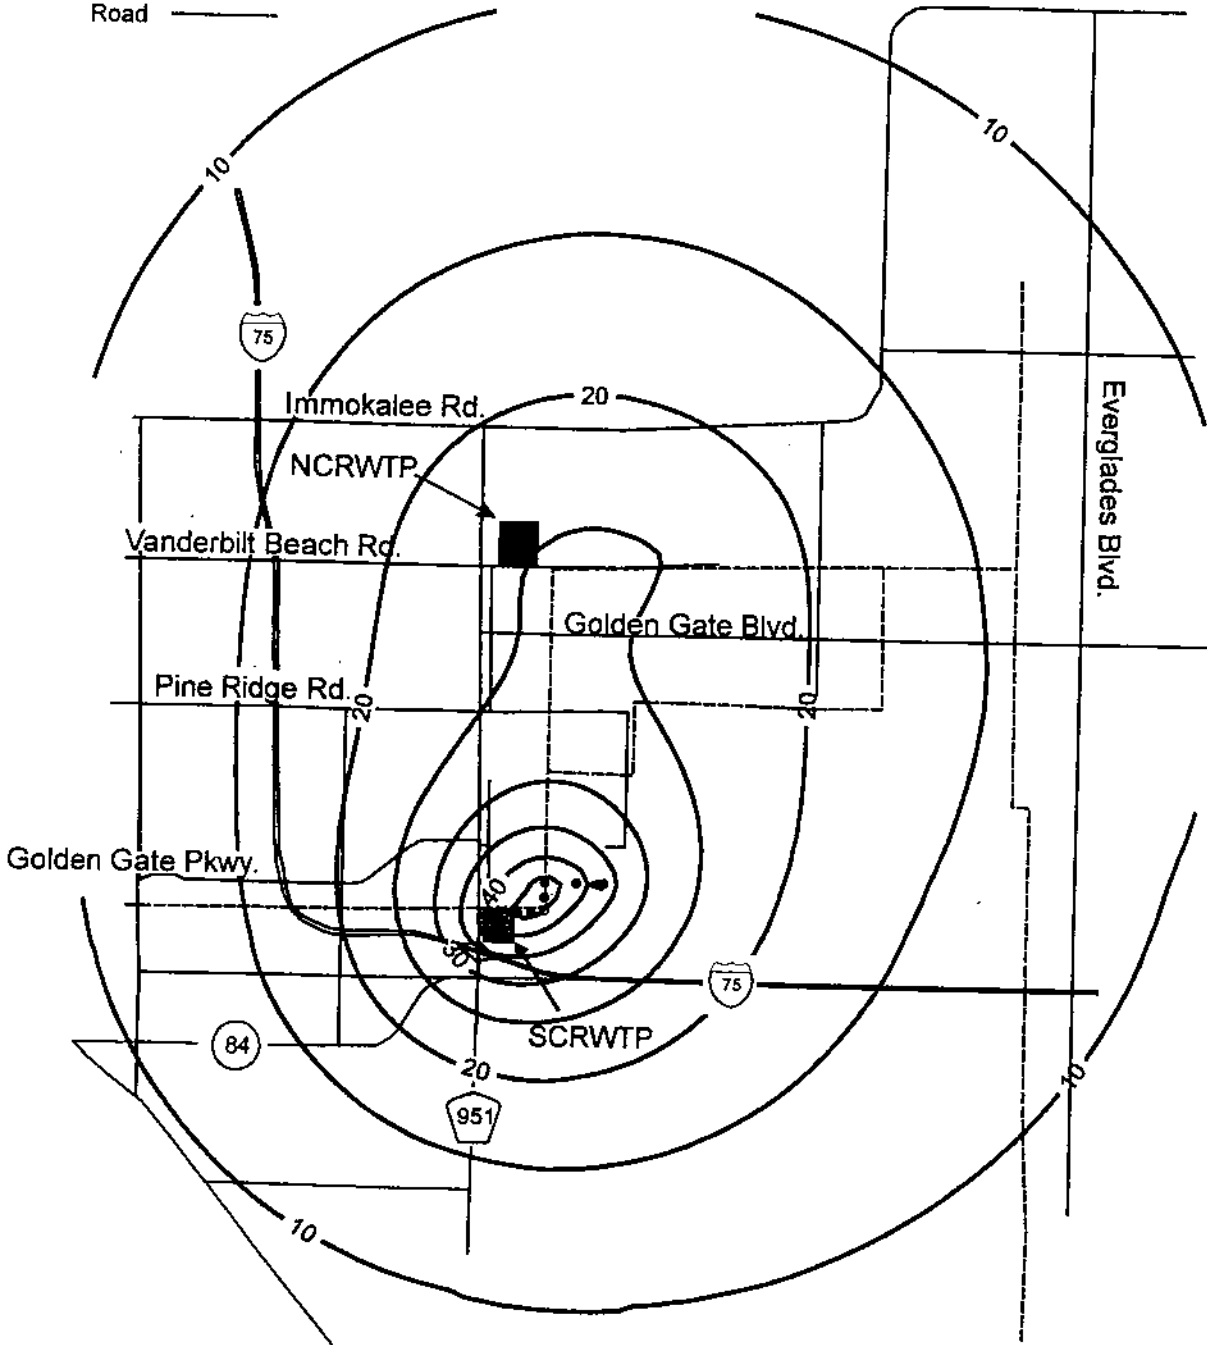 Road
10
10
75
Immokalee Rd.
20
Everglades Blvd.
NCRWTP
Vanderbilt Beach Rd.
Golden Gate Blvd.
Pine Ridge Rd.
20
20
Golden Gate Pkwy.
40
30
75
84
SCRWTP
20
10
951
10